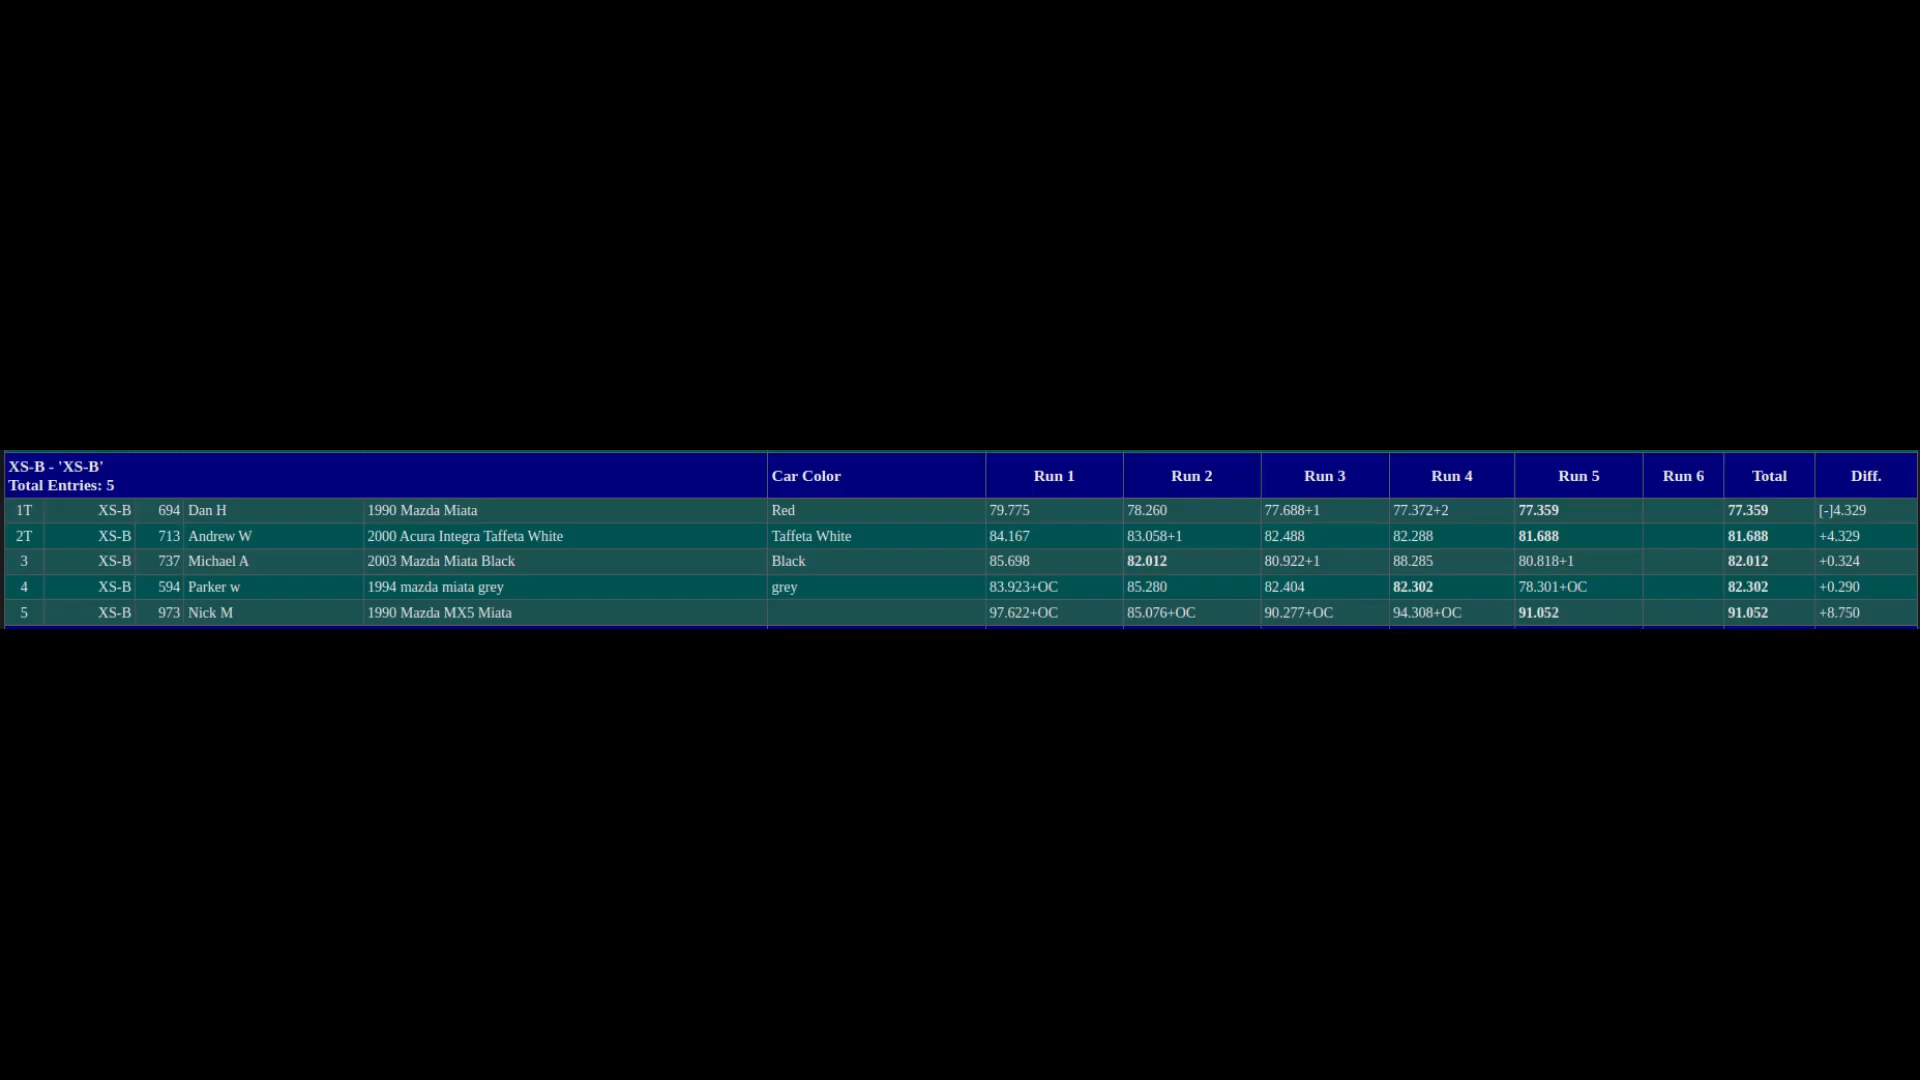 XS-B - 'XS-B'
Total Entries: 5
Car Color Run 1 Run 2 Run 3 Run 4 Run 5 Run 6 Total Diff.
1T XS-B 694 Dan H 1990 Mazda Miata Red 79.775 78.260 77.688+1 77.372+2 77.359 77.359 [-]4.329
2T XS-B 713 Andrew W 2000 Acura Integra Taffeta White Taffeta White 84.167 83.058+1 82.488 82.288 81.688 81.688 +4.329
3 XS-B 737 Michael A 2003 Mazda Miata Black Black 85.698 82.012 80.922+1 88.285 80.818+1 82.012 +0.324
4 XS-B 594 Parker w 1994 mazda miata grey grey 83.923+OC 85.280 82.404 82.302 78.301+OC 82.302 +0.290
5 XS-B 973 Nick M 1990 Mazda MX5 Miata 97.622+OC 85.076+OC 90.277+OC 94.308+OC 91.052 91.052 +8.750